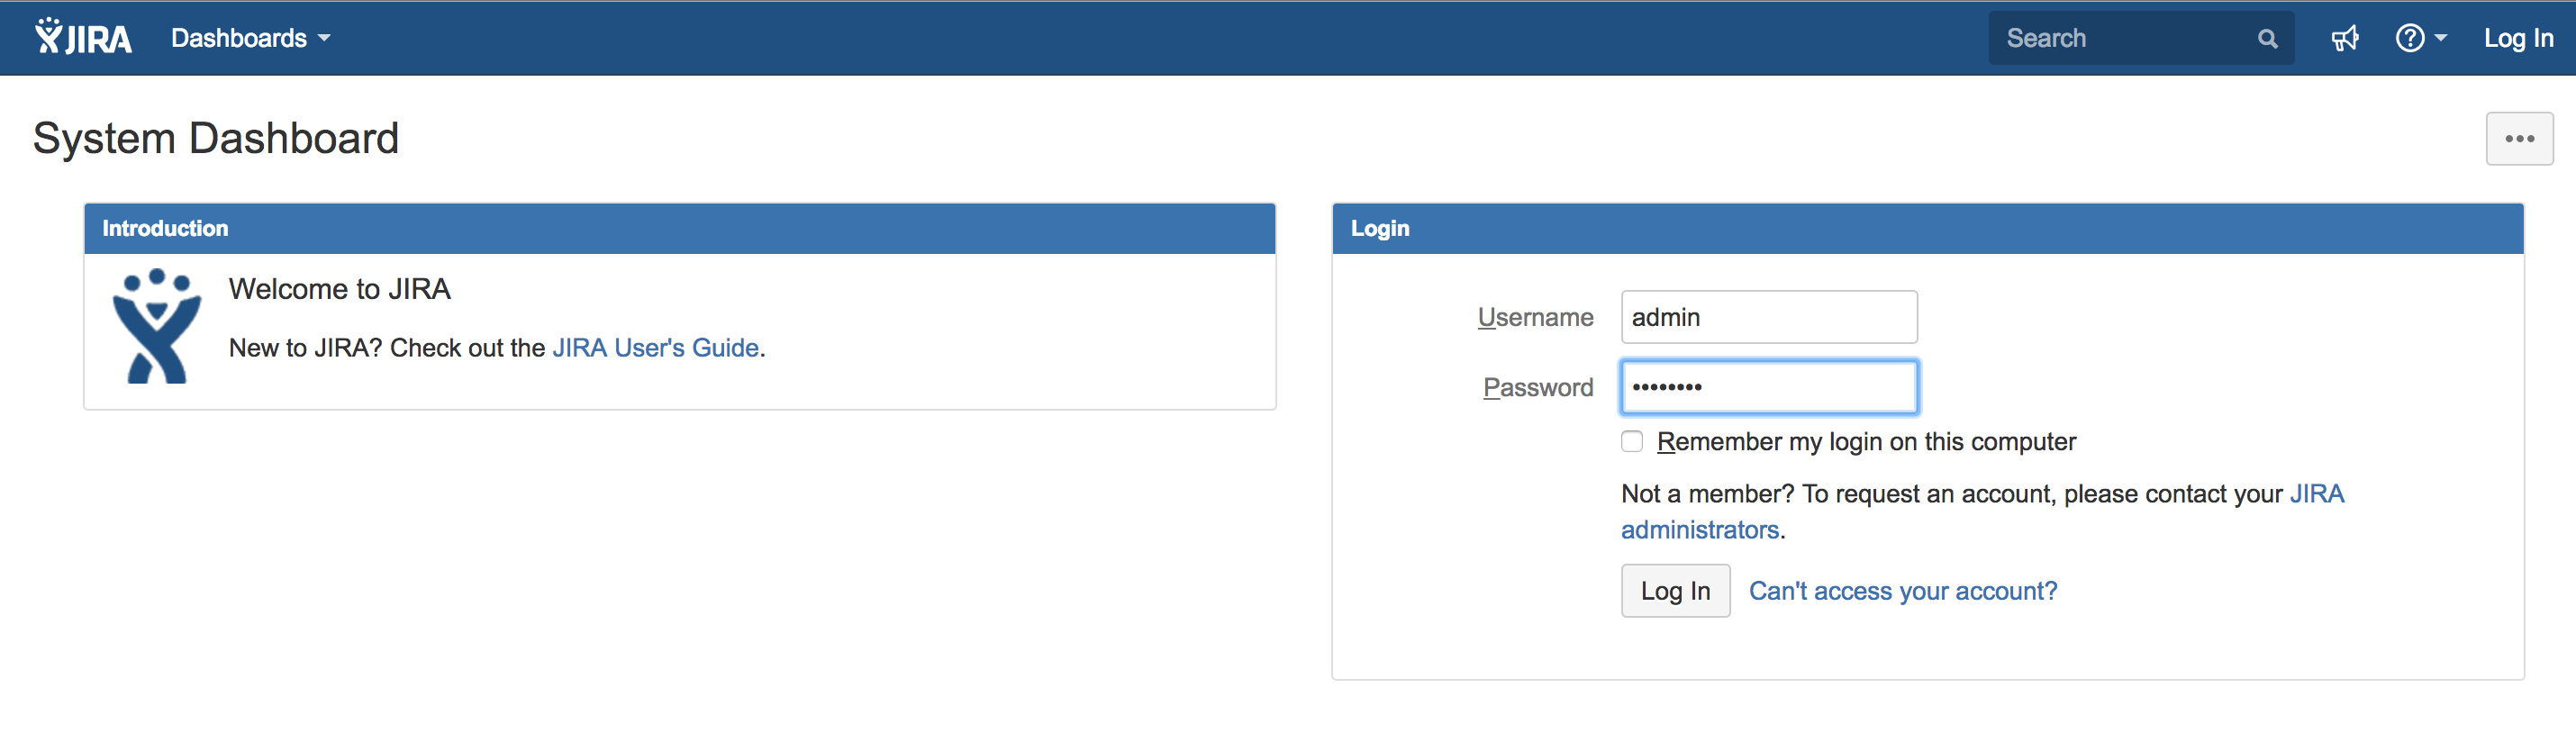 JIRA Dashboards Search Log In
System Dashboard
Introduction
Welcome to JIRA
New to JIRA? Check out the JIRA User's Guide.
Login
Username admin
Password ••••••••
Remember my login on this computer
Not a member? To request an account, please contact your JIRA
administrators.
Log In Can't access your account?